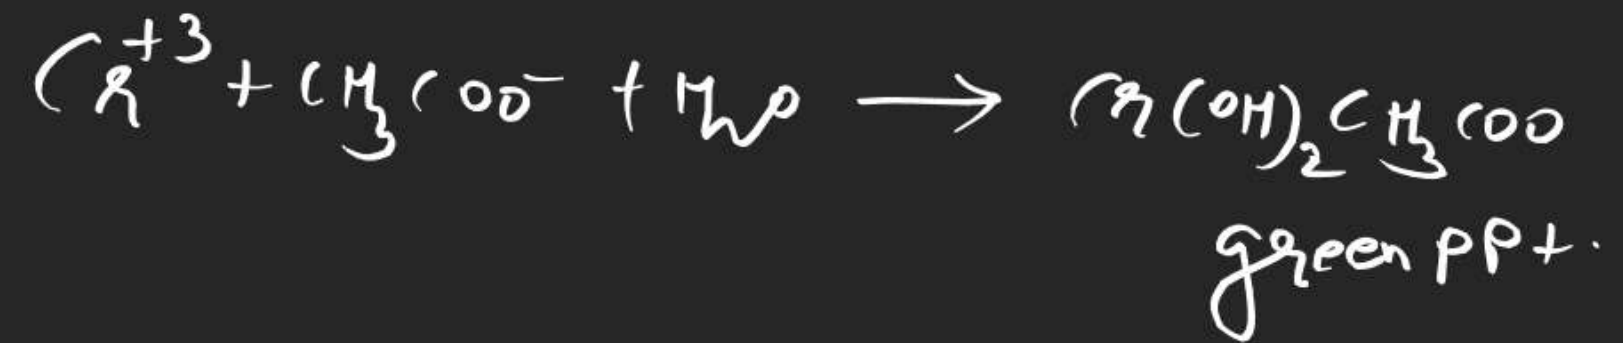 Cr⁺³ + CH₃COO⁻ + H₂O → Cr(OH)₂CH₃COO
green ppt.